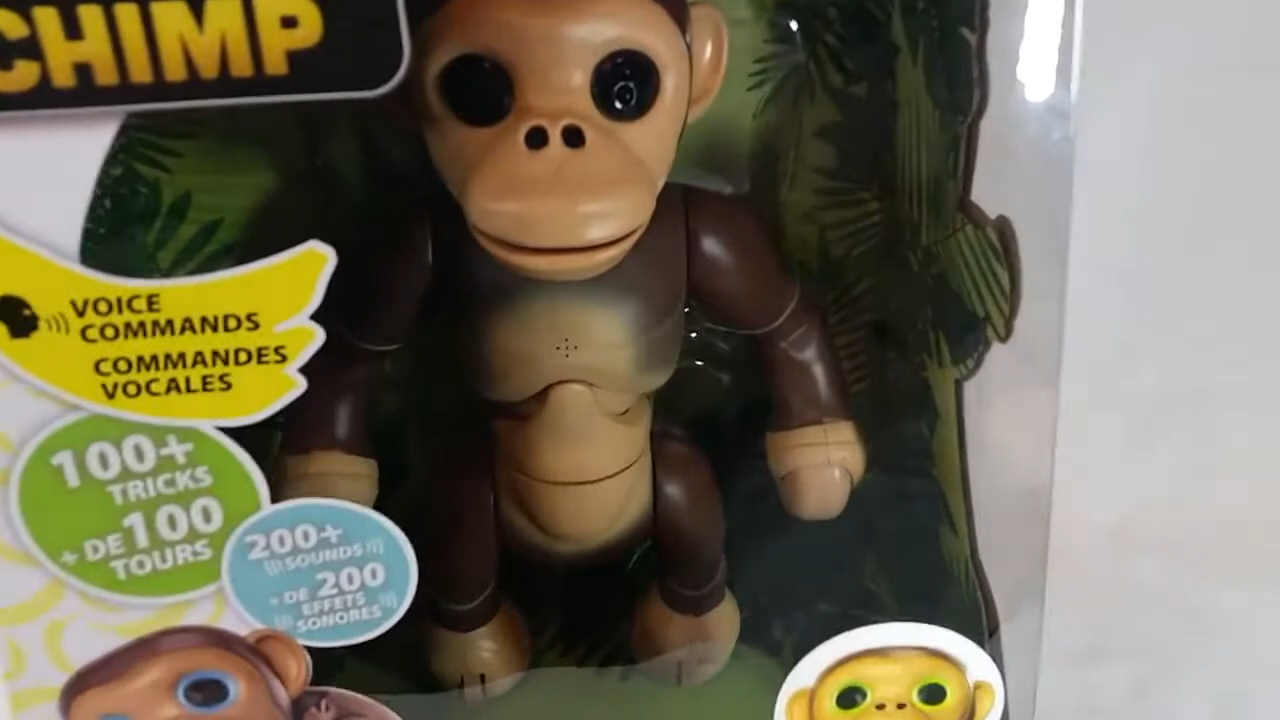 CHIMP
VOICE
COMMANDS
COMMANDES
VOCALES
100+
TRICKS
+ DE 100
TOURS
200+
SOUNDS
+ DE 200
EFFETS
SONORES